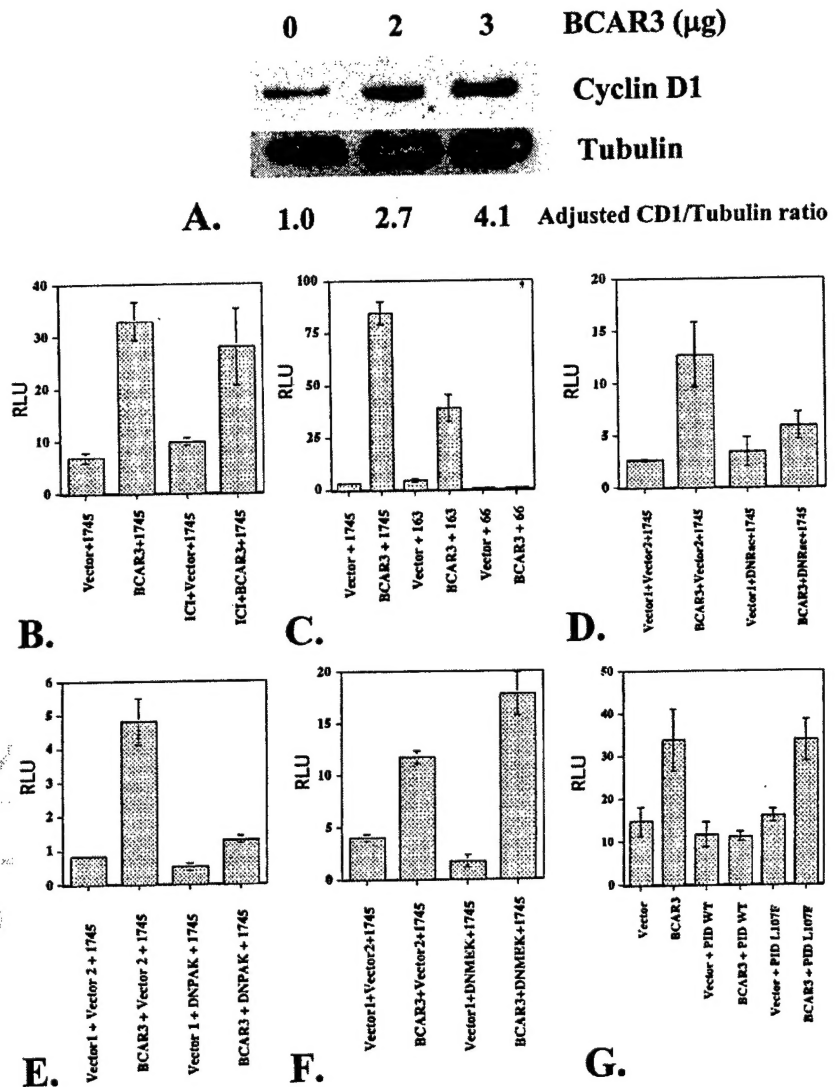 0 2 3 BCAR3 (µg)
Cyclin D1
Tubulin
A. 1.0 2.7 4.1 Adjusted CD1/Tubulin ratio
RLU
40
30
20
10
0
Vector+1745
BCAR3+1745
ICI+Vector+1745
ICI+BCAR3+1745
B.
RLU
100
75
50
25
0
Vector + 1745
BCAR3 + 1745
Vector + 163
BCAR3 + 163
Vector + 66
BCAR3 + 66
C.
RLU
20
15
10
5
0
Vector1+Vector2+1745
BCAR3+Vector2+1745
Vector1+DNRac+1745
BCAR3+DNRac+1745
D.
RLU
6
5
4
3
2
1
0
Vector1 + Vector 2 + 1745
BCAR3 + Vector 2 + 1745
Vector 1 + DNPAK + 1745
BCAR3 + DNPAK + 1745
E.
RLU
20
15
10
5
0
Vector1+Vector2+1745
BCAR3+Vector2+1745
Vector1+DNMEK+1745
BCAR3+DNMEK+1745
F.
RLU
50
40
30
20
10
0
Vector
BCAR3
Vector + PID WT
BCAR3 + PID WT
Vector + PID L107F
BCAR3 + PID L107F
G.